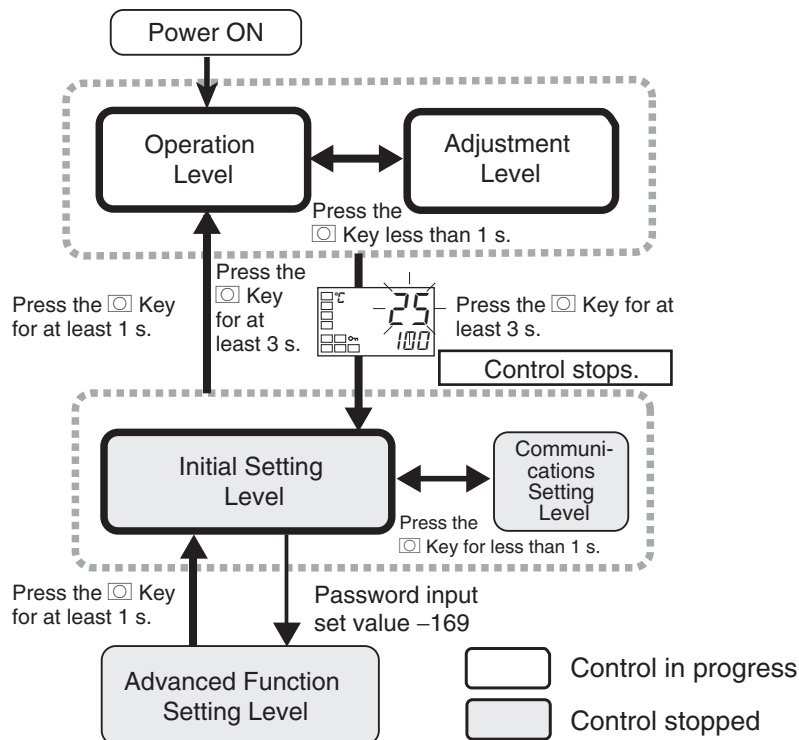 Power ON
Operation
Level
Adjustment
Level
Press the
Key less than 1 s.
Press the Key
for at least 1 s.
Press the
Key
for at
least 3 s.
°C
25
100
Press the Key for at
least 3 s.
Control stops.
Initial Setting
Level
Communi-
cations
Setting
Level
Press the
Key for less than 1 s.
Press the Key
for at least 1 s.
Password input
set value –169
Advanced Function
Setting Level
Control in progress
Control stopped